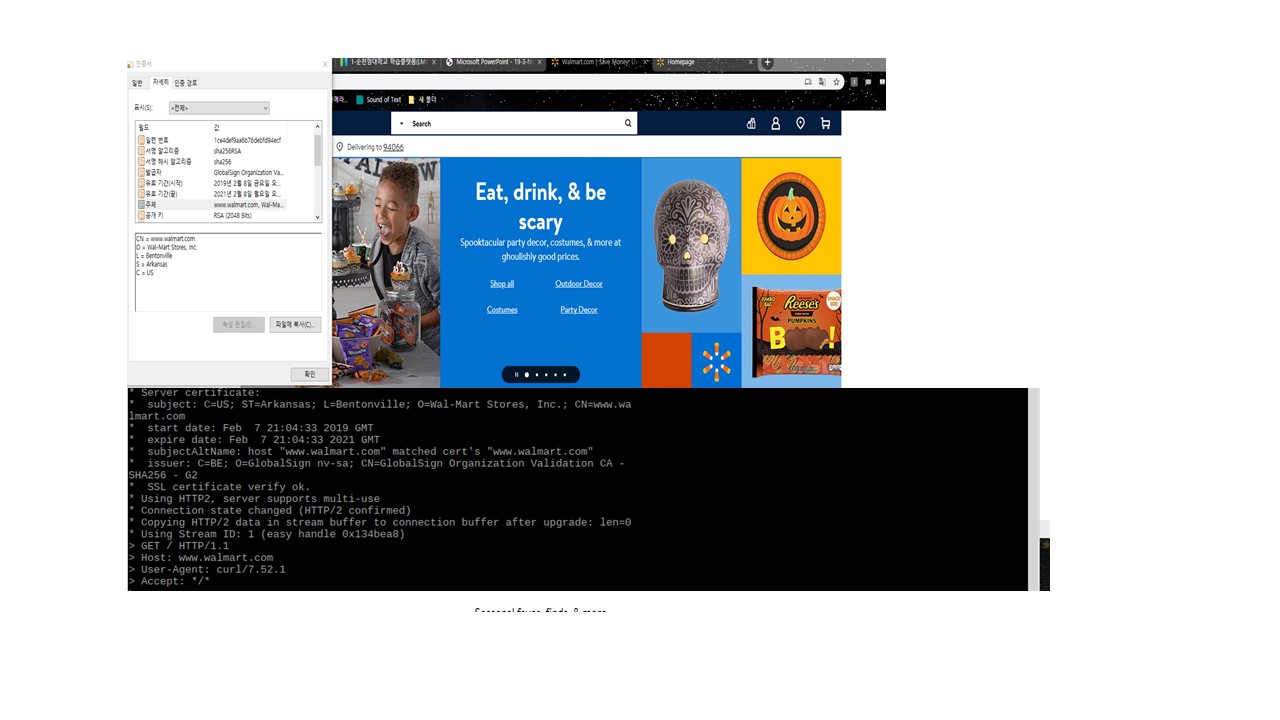 인증서
일반 자세히 인증 경로
표시(S): <전체>
필드 값
일련 번호 1ce4def9aa6b76debfd94ecf
서명 알고리즘 sha256RSA
서명 해시 알고리즘 sha256
발급자 GlobalSign Organization Va...
유효 기간(시작) 2019년 2월 8일 금요일 오...
유효 기간(끝) 2021년 2월 8일 월요일 오...
주체 www.walmart.com, Wal-Ma...
공개 키 RSA (2048 Bits)
CN = www.walmart.com
O = Wal-Mart Stores, Inc.
L = Bentonville
S = Arkansas
C = US
속성 편집(E)... 파일에 복사(C)...
확인
1-순천향대학교 학습플랫폼(LM Microsoft PowerPoint - 19-3-N Walmart.com | Save Money. Li Homepage
Sound of Text 새 폴더
Search
Delivering to 94066
Eat, drink, & be
scary
Spooktacular party decor, costumes, & more at
ghoulishly good prices.
Shop all Outdoor Decor
Costumes Party Decor
JUMBO
BAG
Reese's
PUMPKINS
SNACK
SIZE
* Server certificate:
*  subject: C=US; ST=Arkansas; L=Bentonville; O=Wal-Mart Stores, Inc.; CN=www.wa
lmart.com
*  start date: Feb  7 21:04:33 2019 GMT
*  expire date: Feb  7 21:04:33 2021 GMT
*  subjectAltName: host "www.walmart.com" matched cert's "www.walmart.com"
*  issuer: C=BE; O=GlobalSign nv-sa; CN=GlobalSign Organization Validation CA -
SHA256 - G2
*  SSL certificate verify ok.
* Using HTTP2, server supports multi-use
* Connection state changed (HTTP/2 confirmed)
* Copying HTTP/2 data in stream buffer to connection buffer after upgrade: len=0
* Using Stream ID: 1 (easy handle 0x134bea8)
> GET / HTTP/1.1
> Host: www.walmart.com
> User-Agent: curl/7.52.1
> Accept: */*